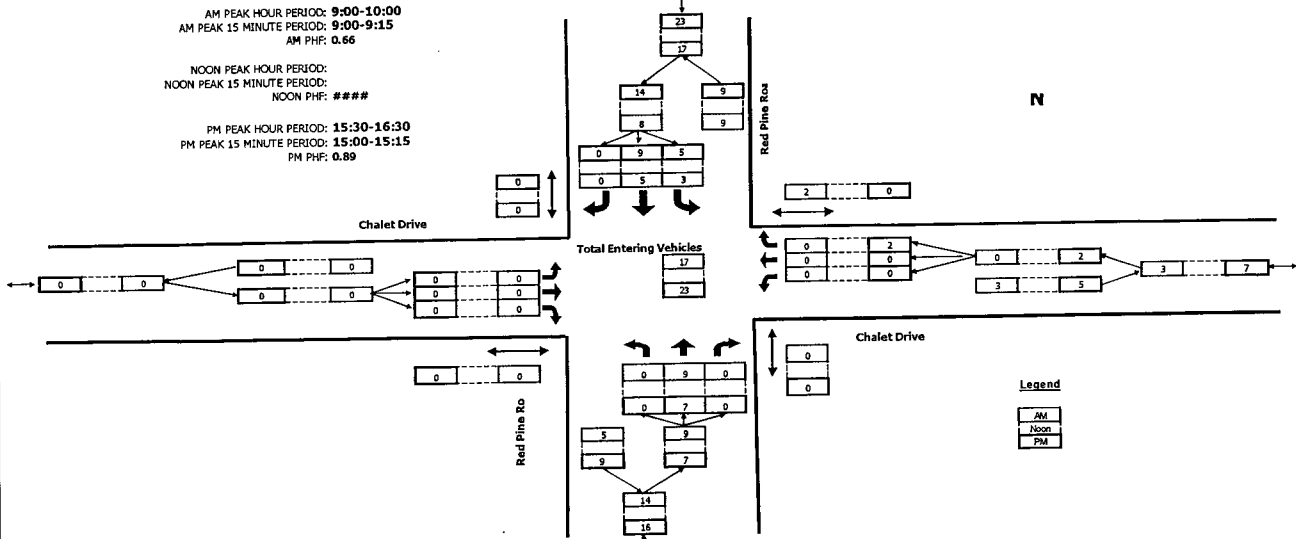 AM PEAK HOUR PERIOD: 9:00-10:00
AM PEAK 15 MINUTE PERIOD: 9:00-9:15
AM PHF: 0.66
NOON PEAK HOUR PERIOD:
NOON PEAK 15 MINUTE PERIOD:
NOON PHF: ####
PM PEAK HOUR PERIOD: 15:30-16:30
PM PEAK 15 MINUTE PERIOD: 15:00-15:15
PM PHF: 0.89
23
17
14 9
8 9
0 9 5
0 5 3
Red Pine Roa
N
0
0
2 0
Chalet Drive
Total Entering Vehicles
17
23
0 0
0 0
0 0
0 0
0 0
0 0
0 2
0 0
0 0
0 2
3 5
3 7
Chalet Drive
0 0
Red Pine Ro
0 9 0
0 7 0
5 9
9 7
14
16
0
0
Legend
AM
Noon
PM